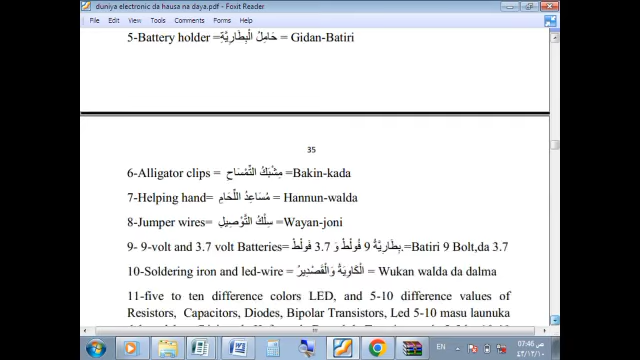 duniya electronic da hausa na daya.pdf - Foxit Reader
File Edit View Tools Help
5-Battery holder =حَامِلُ الْبِطَارِيَّةِ = Gidan-Batiri
35
6-Alligator clips = مِشْبَكُ التِّمْسَاحِ =Bakin-kada
7-Helping hand= مُسَاعِدُ اللِّحَامِ = Hannun-walda
8-Jumper wires= سِلْكُ التَّوْصِيلِ =Wayan-joni
9- 9-volt and 3.7 volt Batteries= بِطَارِيَّةُ 9 فُولْطْ وَ 3.7 فَولْطْ.=Batiri 9 Bolt,da 3.7
10-Soldering iron and led-wire = الْكَاوِيَةُ وَالْقَصْدِيرُ = Wukan walda da dalma
11-five to ten difference colors LED, and 5-10 difference values of
Resistors, Capacitors, Diodes, Bipolar Transistors, Led 5-10 masu launuka
EN
07:46 ص